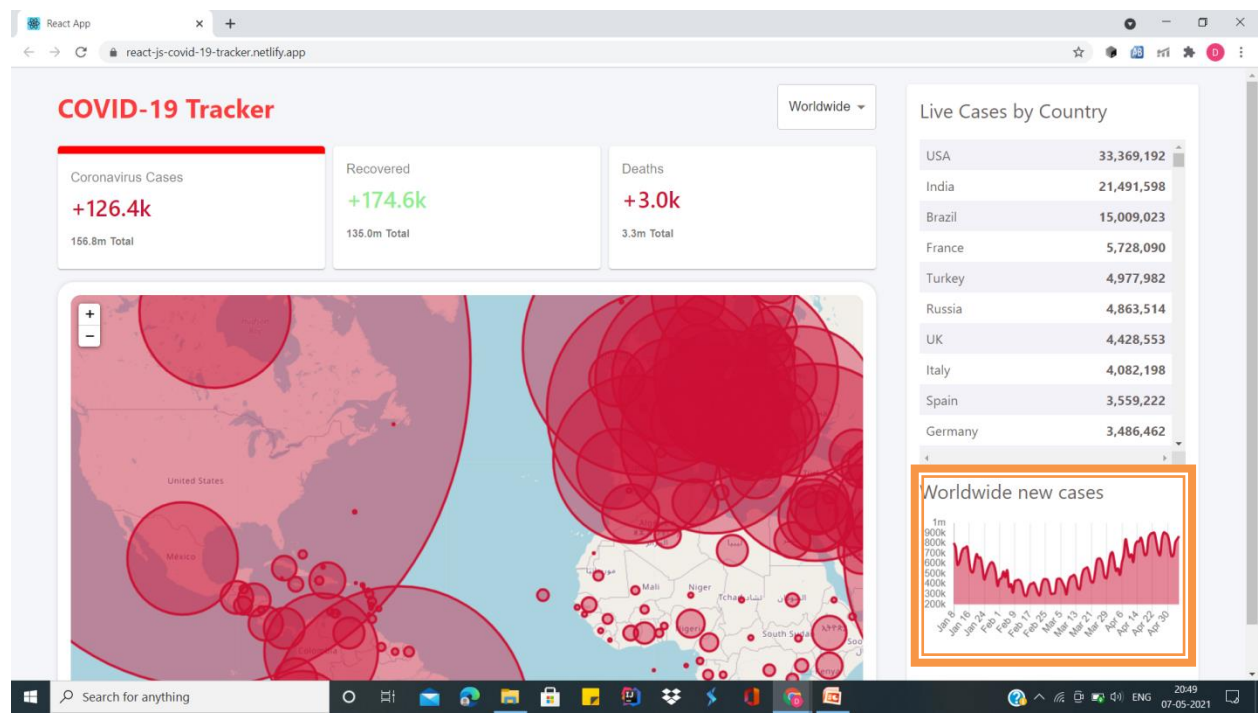 React App
react-js-covid-19-tracker.netlify.app
D
COVID-19 Tracker
Worldwide
Coronavirus Cases
+126.4k
156.8m Total
Recovered
+174.6k
135.0m Total
Deaths
+3.0k
3.3m Total
+
−
United States
México
Mali
Niger
Live Cases by Country
USA 33,369,192
India 21,491,598
Brazil 15,009,023
France 5,728,090
Turkey 4,977,982
Russia 4,863,514
UK 4,428,553
Italy 4,082,198
Spain 3,559,222
Germany 3,486,462
Worldwide new cases
1m
900k
800k
700k
600k
500k
400k
300k
200k
Jan 8
Jan 16
Jan 24
Feb 1
Feb 9
Feb 17
Feb 25
Mar 5
Mar 13
Mar 21
Mar 29
Apr 6
Apr 14
Apr 22
Apr 30
Search for anything
ENG
20:49
07-05-2021